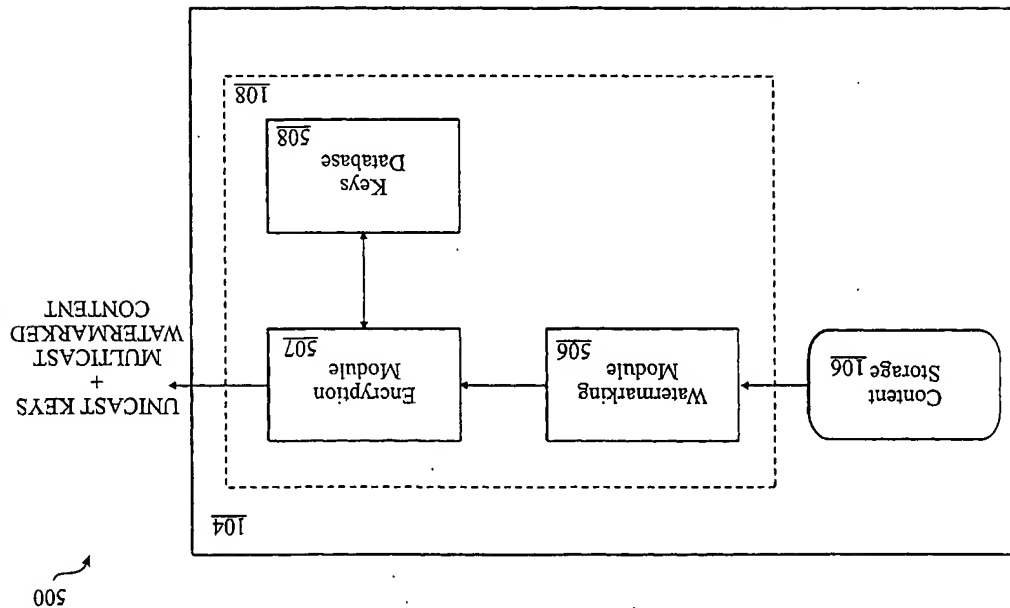 500
104
Content
Storage 106
Watermarking
Module
506
Encryption
Module
507
UNICAST KEYS
+
MULTICAST
WATERMARKED
CONTENT
Keys
Database
508
108